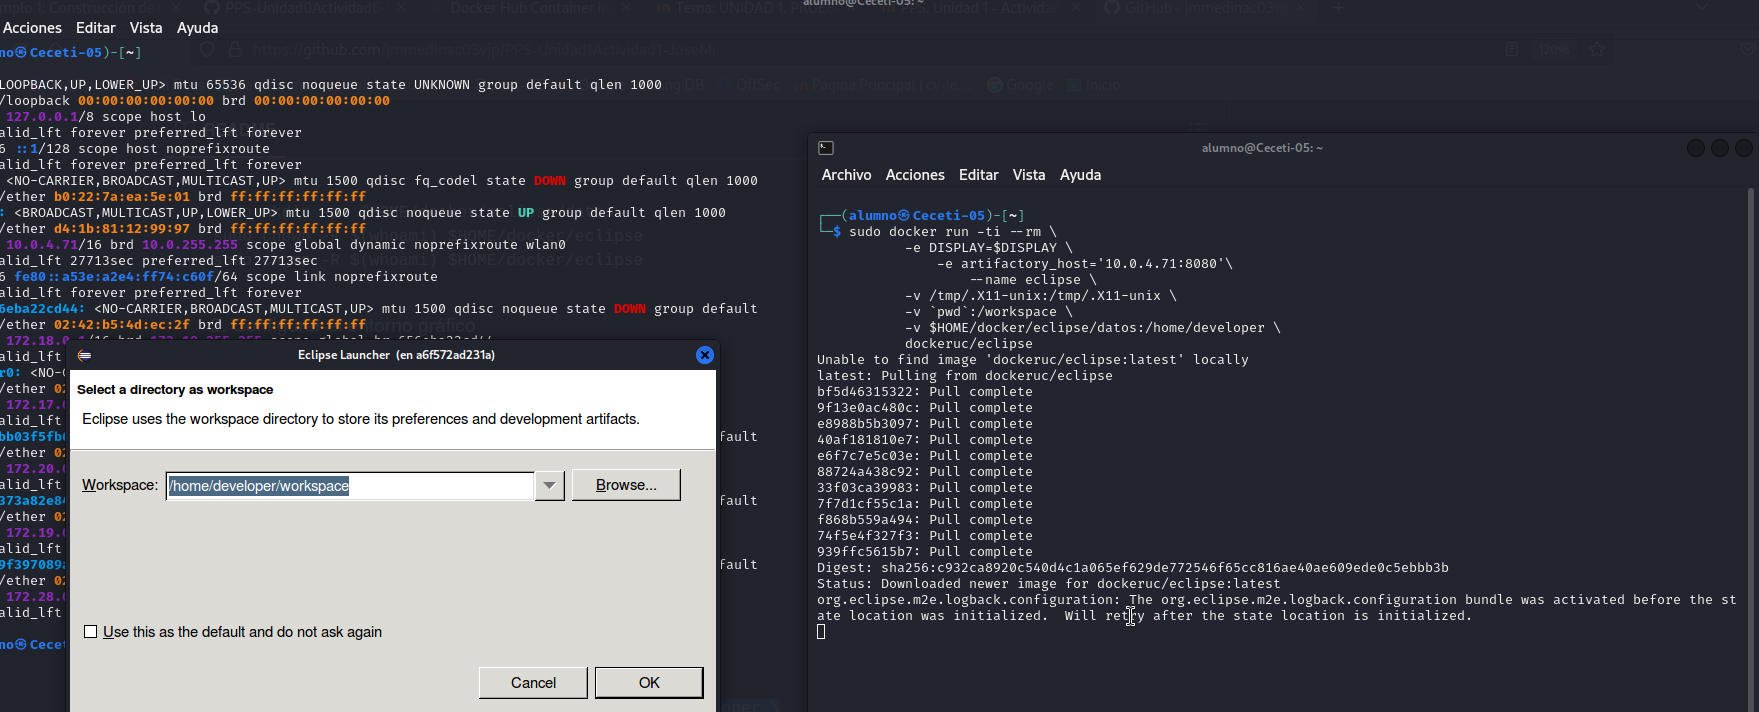 alumno@Ceceti-05: ~
Acciones Editar Vista Ayuda
no㉿Ceceti-05)-[~]
LOOPBACK,UP,LOWER_UP> mtu 65536 qdisc noqueue state UNKNOWN group default qlen 1000
/loopback 00:00:00:00:00:00 brd 00:00:00:00:00:00
127.0.0.1/8 scope host lo
alid_lft forever preferred_lft forever
6 ::1/128 scope host noprefixroute
alid_lft forever preferred_lft forever
<NO-CARRIER,BROADCAST,MULTICAST,UP> mtu 1500 qdisc fq_codel state DOWN group default qlen 1000
/ether b0:22:7a:ea:5e:01 brd ff:ff:ff:ff:ff:ff
: <BROADCAST,MULTICAST,UP,LOWER_UP> mtu 1500 qdisc noqueue state UP group default qlen 1000
/ether d4:1b:81:12:99:97 brd ff:ff:ff:ff:ff:ff
10.0.4.71/16 brd 10.0.255.255 scope global dynamic noprefixroute wlan0
alid_lft 27713sec preferred_lft 27713sec
6 fe80::a53e:a2e4:ff74:c60f/64 scope link noprefixroute
alid_lft forever preferred_lft forever
6eba22cd44: <NO-CARRIER,BROADCAST,MULTICAST,UP> mtu 1500 qdisc noqueue state DOWN group default
/ether 02:42:b5:4d:ec:2f brd ff:ff:ff:ff:ff:ff
alid_lft
r0: <NO-C
/ether 02
172.17.0
alid_lft
bb03f5fb
fault
/ether 02
172.20.0
alid_lft
373a82e84
fault
/ether 02
172.19.0
alid_lft
9f397089
fault
/ether 02
172.28.0
alid_lft
no㉿Cece
Eclipse Launcher (en a6f572ad231a)
Select a directory as workspace
Eclipse uses the workspace directory to store its preferences and development artifacts.
Workspace: /home/developer/workspace Browse...
Use this as the default and do not ask again
Cancel OK
alumno@Ceceti-05: ~
Archivo Acciones Editar Vista Ayuda
┌──(alumno㉿Ceceti-05)-[~]
└─$ sudo docker run -ti --rm \
-e DISPLAY=$DISPLAY \
-e artifactory_host='10.0.4.71:8080'\
--name eclipse \
-v /tmp/.X11-unix:/tmp/.X11-unix \
-v `pwd`:/workspace \
-v $HOME/docker/eclipse/datos:/home/developer \
dockeruc/eclipse
Unable to find image 'dockeruc/eclipse:latest' locally
latest: Pulling from dockeruc/eclipse
bf5d46315322: Pull complete
9f13e0ac480c: Pull complete
e8988b5b3097: Pull complete
40af181810e7: Pull complete
e6f7c7e5c03e: Pull complete
88724a438c92: Pull complete
33f03ca39983: Pull complete
7f7d1cf55c1a: Pull complete
f868b559a494: Pull complete
74f5e4f327f3: Pull complete
939ffc5615b7: Pull complete
Digest: sha256:c932ca8920c540d4c1a065ef629de772546f65cc816ae40ae609ede0c5ebbb3b
Status: Downloaded newer image for dockeruc/eclipse:latest
org.eclipse.m2e.logback.configuration: The org.eclipse.m2e.logback.configuration bundle was activated before the st
ate location was initialized.  Will retry after the state location is initialized.